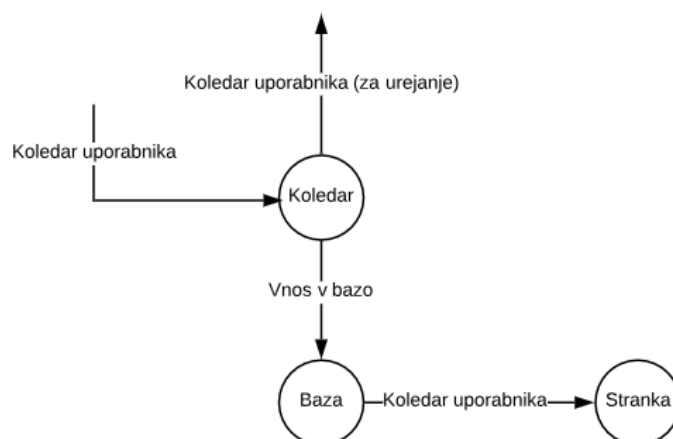 Koledar uporabnika (za urejanje)
Koledar uporabnika
Koledar
Vnos v bazo
Baza
Koledar uporabnika
Stranka